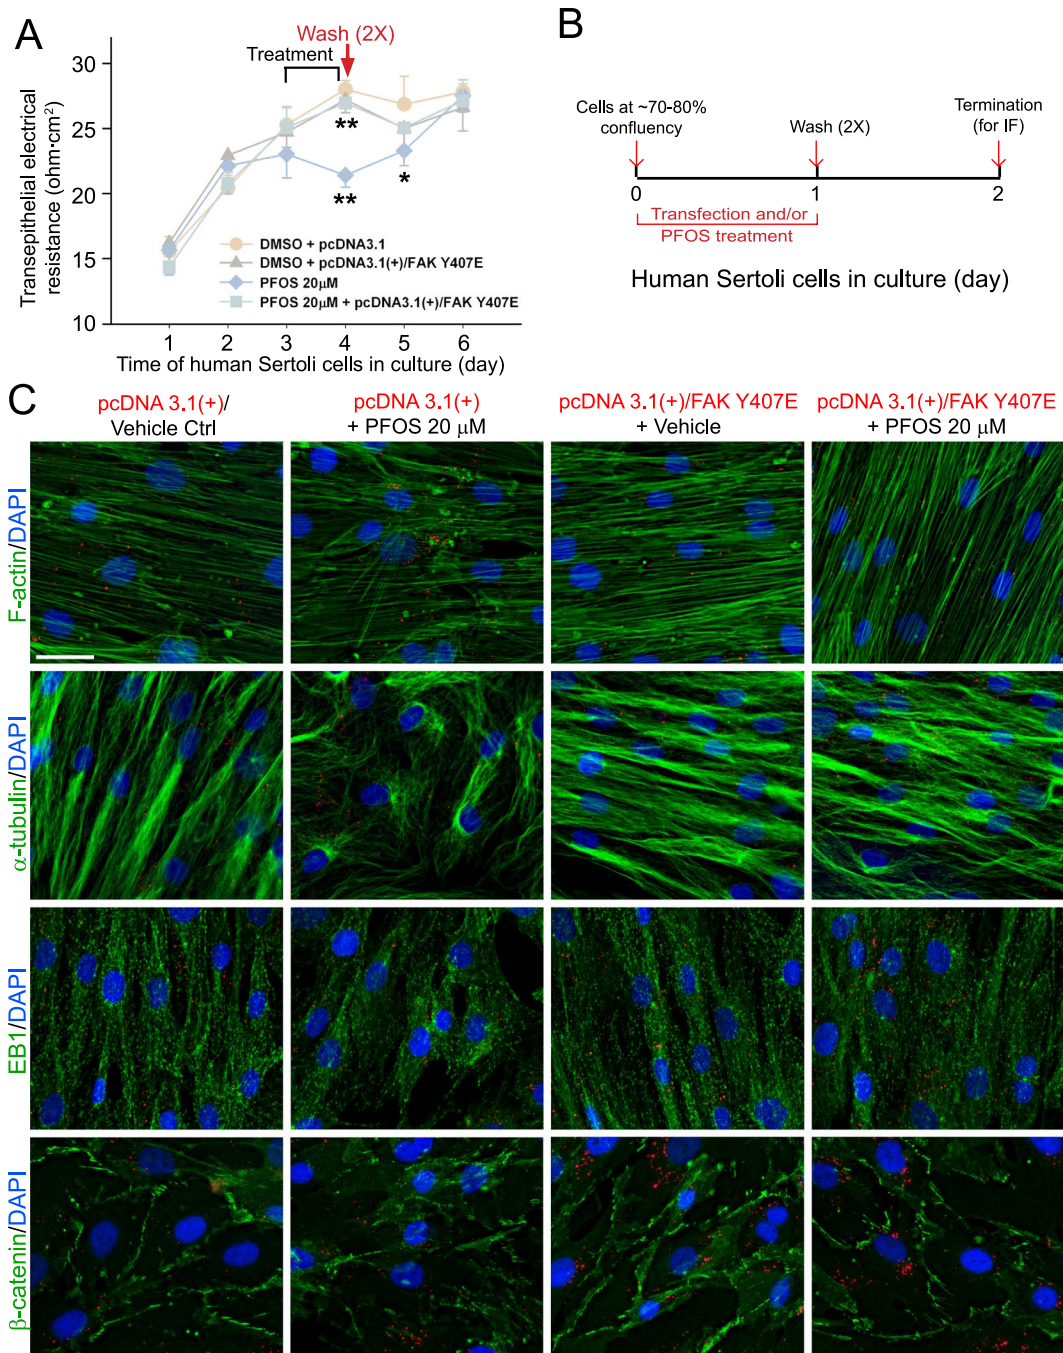 A
Wash (2X)
Treatment
30
25
20
15
10
Transepithelial electrical
resistance (ohm·cm²)
**
**
*
DMSO + pcDNA3.1
DMSO + pcDNA3.1(+)/FAK Y407E
PFOS 20μM
PFOS 20μM + pcDNA3.1(+)/FAK Y407E
1 2 3 4 5 6
Time of human Sertoli cells in culture (day)
B
Cells at ~70-80%
confluency
Wash (2X)
Termination
(for IF)
0 1 2
Transfection and/or
PFOS treatment
Human Sertoli cells in culture (day)
C
pcDNA 3.1(+)/
Vehicle Ctrl
pcDNA 3.1(+)
+ PFOS 20 μM
pcDNA 3.1(+)/FAK Y407E
+ Vehicle
pcDNA 3.1(+)/FAK Y407E
+ PFOS 20 μM
F-actin/DAPI
α-tubulin/DAPI
EB1/DAPI
β-catenin/DAPI